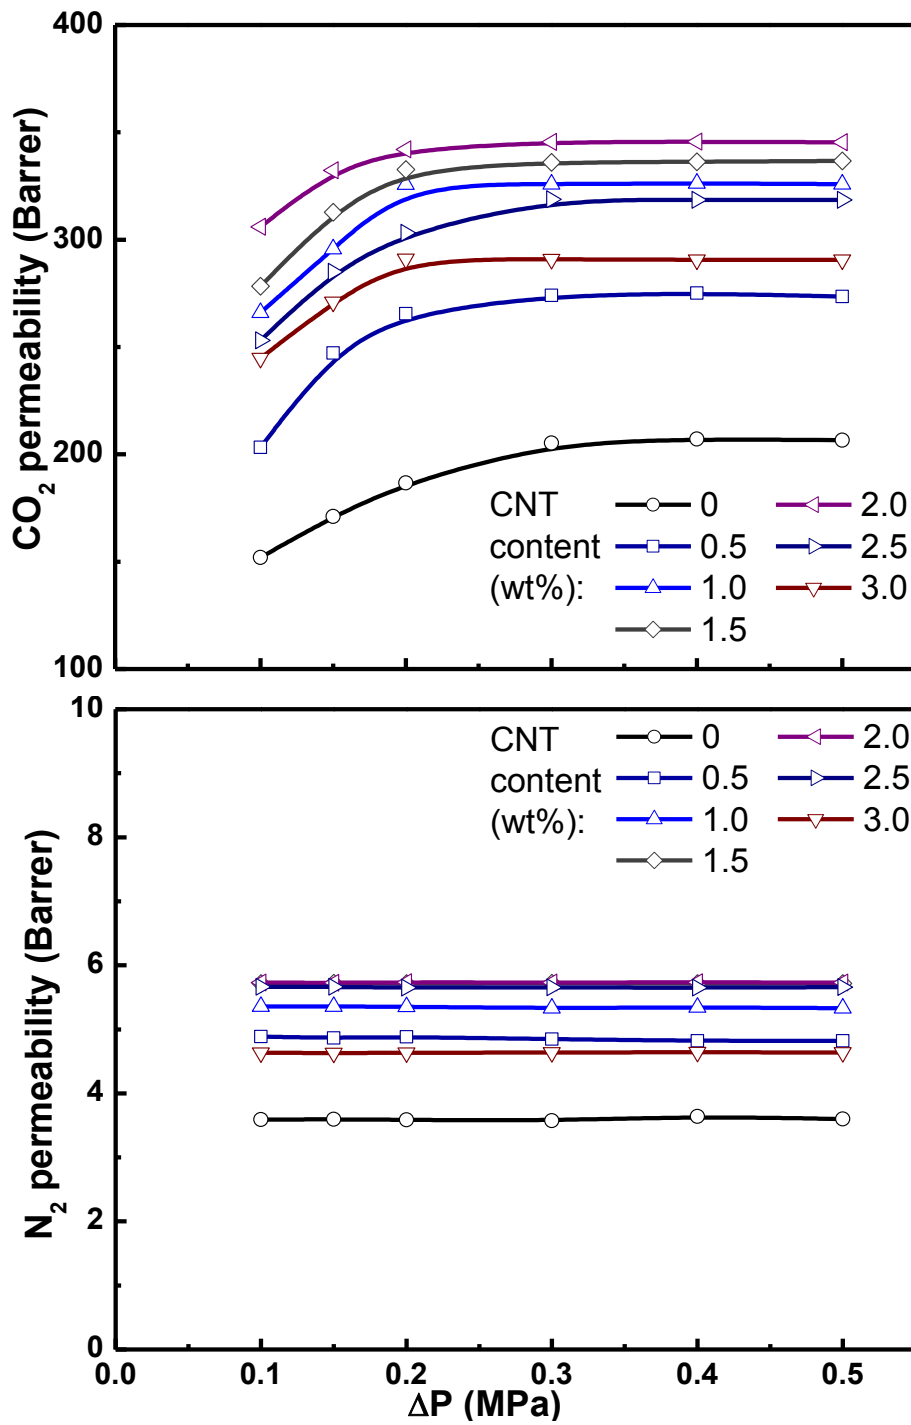 400
300
200
100
CO₂ permeability (Barrer)
CNT
content
(wt%):
0
0.5
1.0
1.5
2.0
2.5
3.0
10
8
6
4
2
0
N₂ permeability (Barrer)
CNT
content
(wt%):
0
0.5
1.0
1.5
2.0
2.5
3.0
0.0 0.1 0.2 0.3 0.4 0.5
ΔP (MPa)